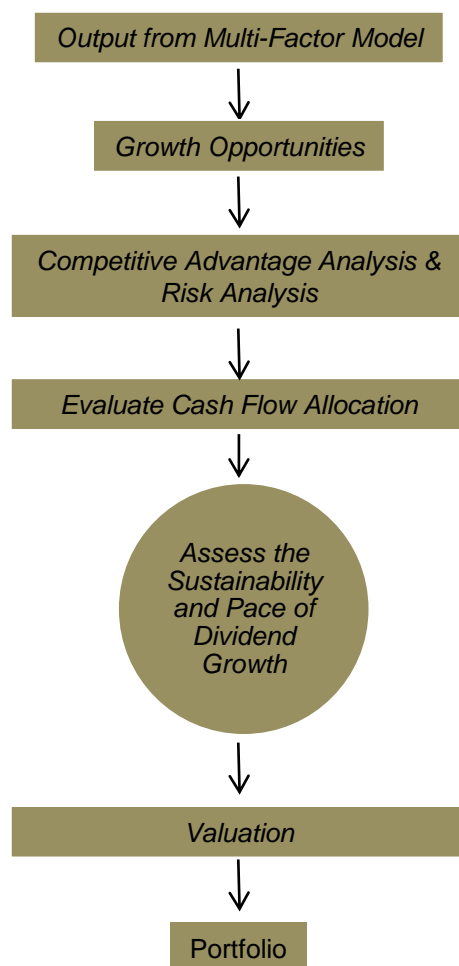 Output from Multi-Factor Model
Growth Opportunities
Competitive Advantage Analysis &
Risk Analysis
Evaluate Cash Flow Allocation
Assess the
Sustainability
and Pace of
Dividend
Growth
Valuation
Portfolio